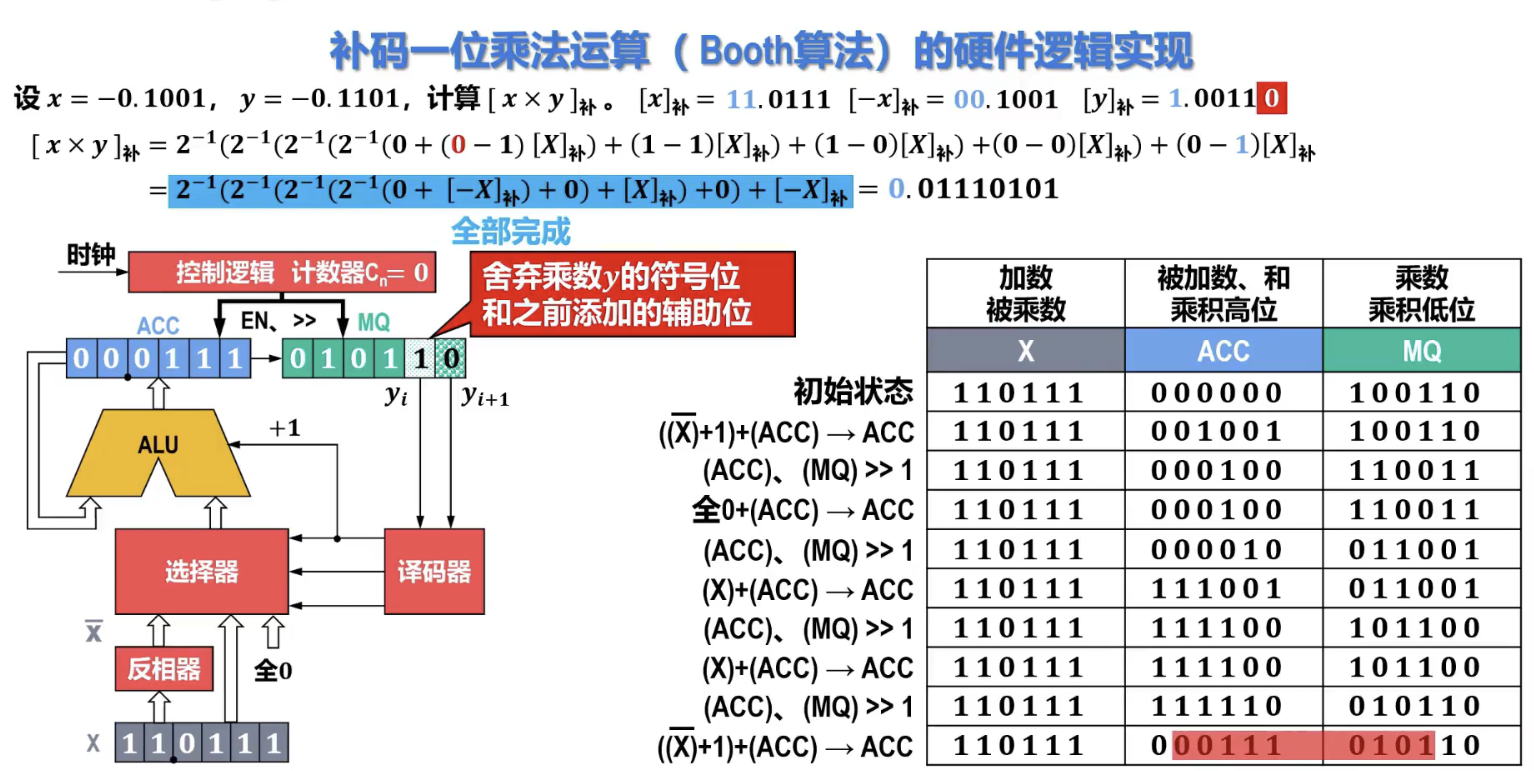 补码一位乘法运算（Booth算法）的硬件逻辑实现
设 x = −0.1001， y = −0.1101，计算 [ x × y ]补 。 [x]补 = 11.0111 [−x]补 = 00.1001 [y]补 = 1.00110
[ x × y ]补 = 2⁻¹(2⁻¹(2⁻¹(2⁻¹(0 + (0 − 1) [X]补) + (1 − 1)[X]补) + (1 − 0)[X]补) +(0 − 0)[X]补) + (0 − 1)[X]补
= 2⁻¹(2⁻¹(2⁻¹(2⁻¹(0 + [−X]补) + 0) + [X]补) +0) + [−X]补 = 0.01110101
全部完成
时钟
控制逻辑 计数器Cn= 0
舍弃乘数y的符号位
和之前添加的辅助位
ACC EN、>> MQ
0 0 0 1 1 1 0 1 0 1 1 0
yi yi+1
ALU +1
选择器 译码器
X̅ 反相器 全0
X 1 1 0 1 1 1
加数 被加数、和 乘数
被乘数 乘积高位 乘积低位
X ACC MQ
初始状态 110111 000000 100110
((X̅)+1)+(ACC) → ACC 110111 001001 100110
(ACC)、(MQ) >> 1 110111 000100 110011
全0+(ACC) → ACC 110111 000100 110011
(ACC)、(MQ) >> 1 110111 000010 011001
(X)+(ACC) → ACC 110111 111001 011001
(ACC)、(MQ) >> 1 110111 111100 101100
(X)+(ACC) → ACC 110111 111100 101100
(ACC)、(MQ) >> 1 110111 111110 010110
((X̅)+1)+(ACC) → ACC 110111 000111 010110